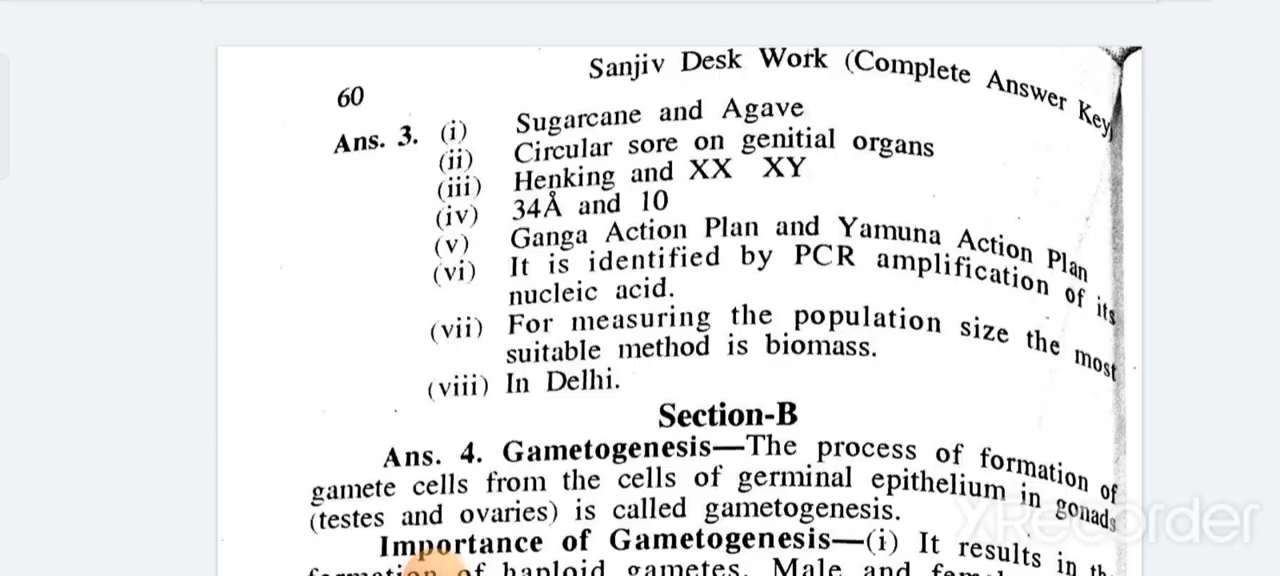 Sanjiv Desk Work (Complete Answer Key)
60
Ans. 3. (i) Sugarcane and Agave
(ii) Circular sore on genitial organs
(iii) Henking and XX XY
(iv) 34Å and 10
(v) Ganga Action Plan and Yamuna Action Plan
(vi) It is identified by PCR amplification of its
nucleic acid.
(vii) For measuring the population size the most
suitable method is biomass.
(viii) In Delhi.
Section-B
Ans. 4. Gametogenesis—The process of formation of
gamete cells from the cells of germinal epithelium in gonads
(testes and ovaries) is called gametogenesis.
Importance of Gametogenesis—(i) It results in
of haploid gametes. Male and
XRecorder